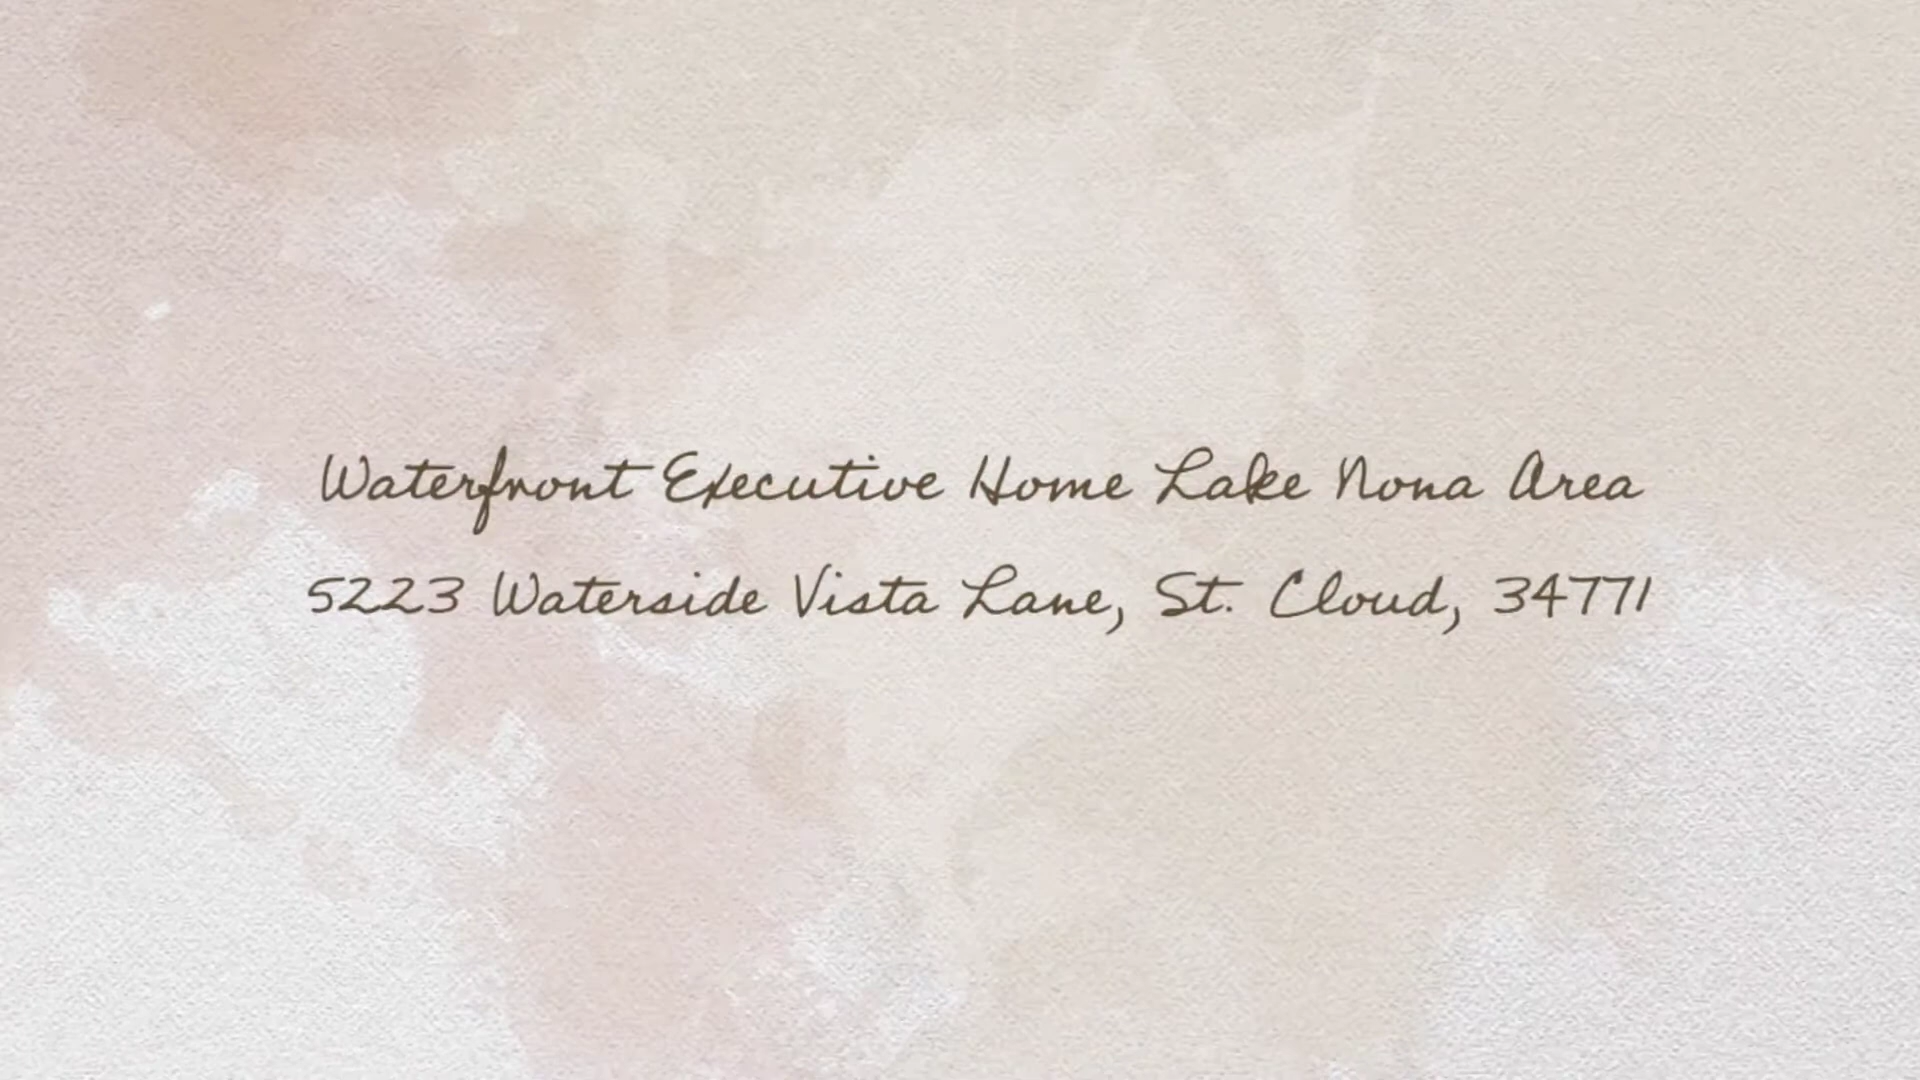 Waterfront Executive Home Lake Nona Area
5223 Waterside Vista Lane, St. Cloud, 34771